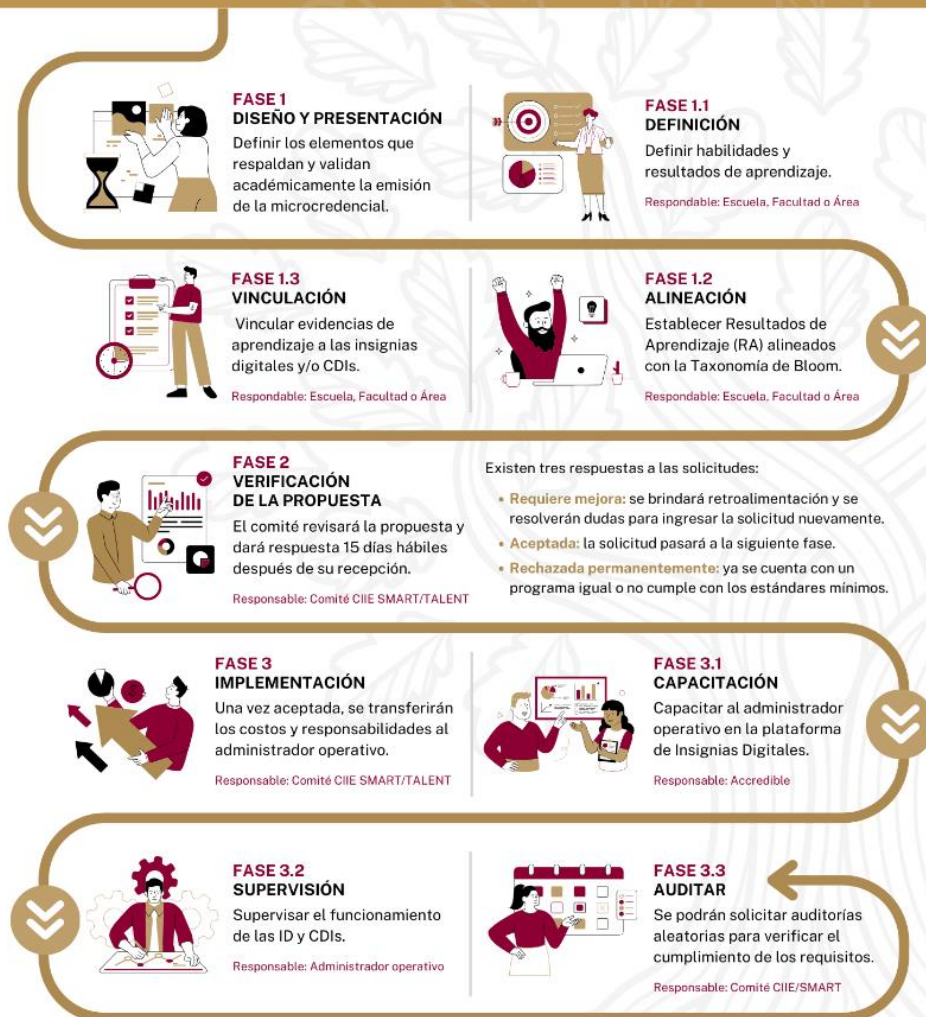 FASE 1
DISEÑO Y PRESENTACIÓN
Definir los elementos que
respaldan y validan
académicamente la emisión
de la microcredencial.
FASE 1.1
DEFINICIÓN
Definir habilidades y
resultados de aprendizaje.
Respondable: Escuela, Facultad o Área
FASE 1.2
ALINEACIÓN
Establecer Resultados de
Aprendizaje (RA) alineados
con la Taxonomía de Bloom.
Respondable: Escuela, Facultad o Área
FASE 1.3
VINCULACIÓN
Vincular evidencias de
aprendizaje a las insignias
digitales y/o CDIs.
Respondable: Escuela, Facultad o Área
FASE 2
VERIFICACIÓN
DE LA PROPUESTA
El comité revisará la propuesta y
dará respuesta 15 días hábiles
después de su recepción.
Responsable: Comité CIIE SMART/TALENT
Existen tres respuestas a las solicitudes:
• Requiere mejora: se brindará retroalimentación y se
resolverán dudas para ingresar la solicitud nuevamente.
• Aceptada: la solicitud pasará a la siguiente fase.
• Rechazada permanentemente: ya se cuenta con un
programa igual o no cumple con los estándares mínimos.
FASE 3
IMPLEMENTACIÓN
Una vez aceptada, se transferirán
los costos y responsabilidades al
administrador operativo.
Responsable: Comité CIIE SMART/TALENT
FASE 3.1
CAPACITACIÓN
Capacitar al administrador
operativo en la plataforma
de Insignias Digitales.
Responsable: Accredible
FASE 3.2
SUPERVISIÓN
Supervisar el funcionamiento
de las ID y CDIs.
Responsable: Administrador operativo
FASE 3.3
AUDITAR
Se podrán solicitar auditorías
aleatorias para verificar el
cumplimiento de los requisitos.
Responsable: Comité CIIE/SMART